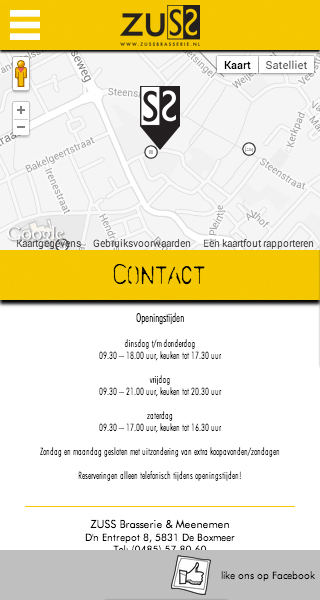 ZUSS
WWW.ZUSSBRASSERIE.NL
Kaart Satelliet
Seweg
Steens
SS
Bakelgeertstraat
Irenestraat
Kerkpad
Steenstraat
Hendr
Pleintje
Althof
Google
Kaartgegevens Gebruiksvoorwaarden Een kaartfout rapporteren
CONTACT
Openingstijden
dinsdag t/m donderdag
09.30 – 18.00 uur, keuken tot 17.30 uur
vrijdag
09.30 – 21.00 uur, keuken tot 20.30 uur
zaterdag
09.30 – 17.00 uur, keuken tot 16.30 uur
Zondag en maandag gesloten met uitzondering van extra koopavonden/zondagen
Reserveringen alleen telefonisch tijdens openingstijden!
ZUSS Brasserie & Meenemen
D'n Entrepot 8, 5831 De Boxmeer
Tel: (0485) 57 80 60
like ons op Facebook